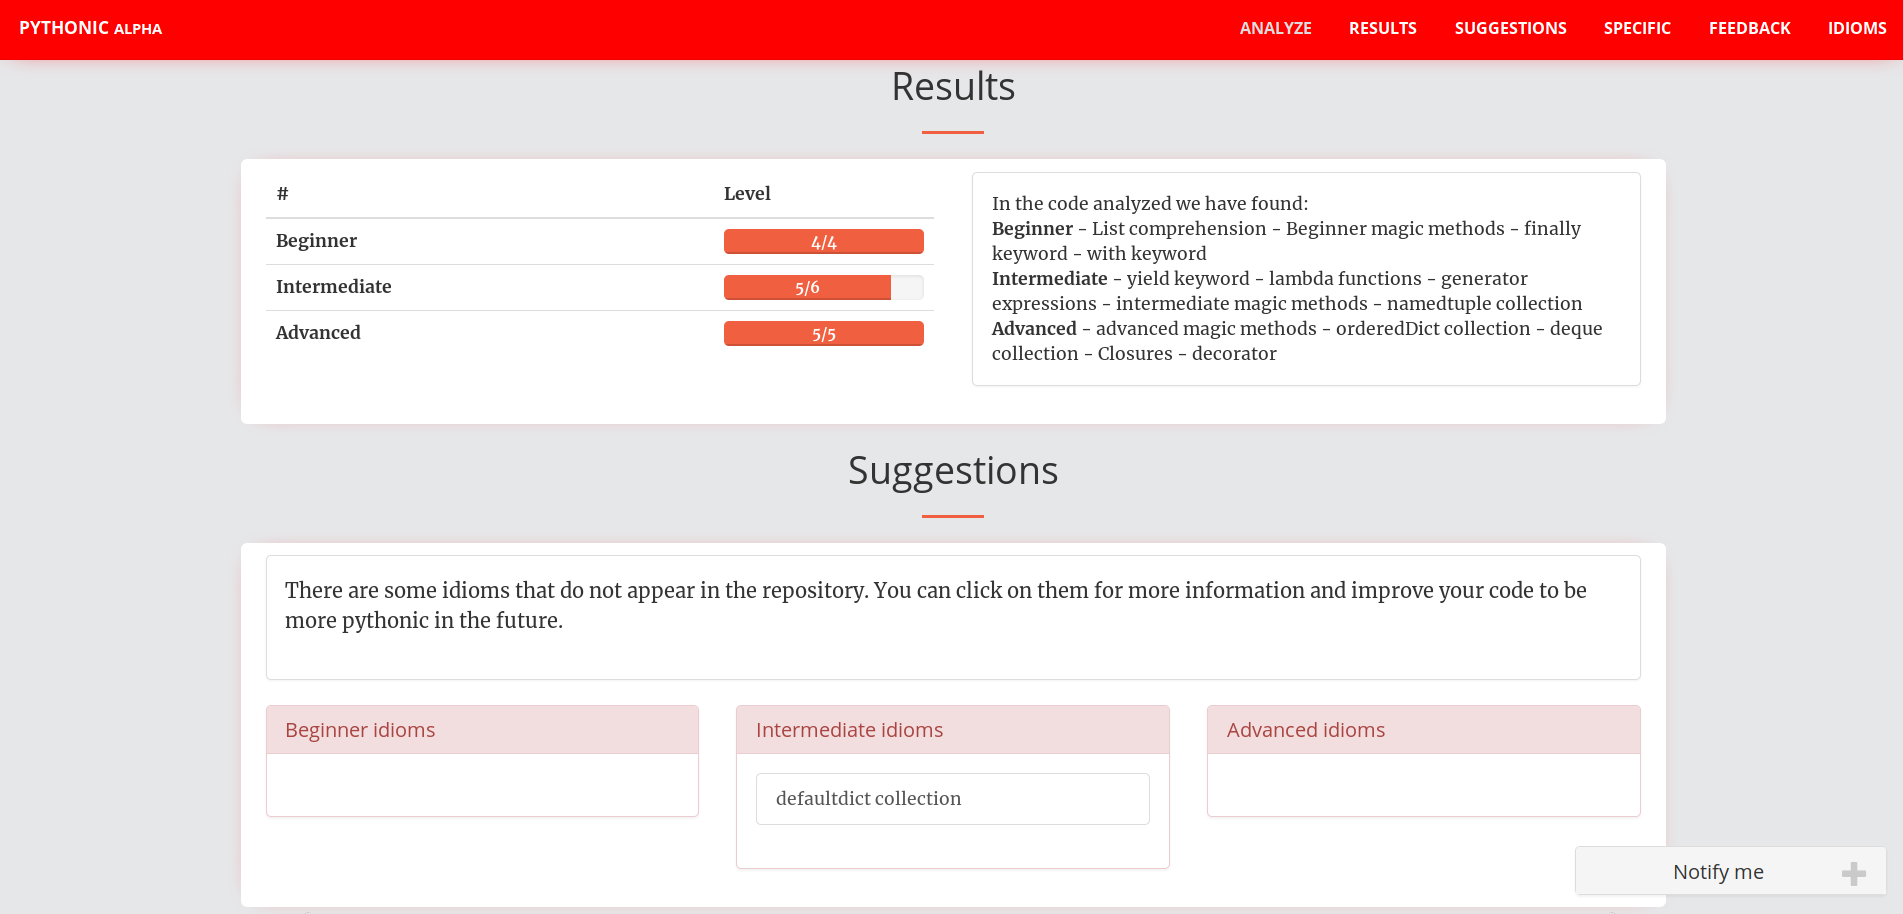 PYTHONIC ALPHA
ANALYZE RESULTS SUGGESTIONS SPECIFIC FEEDBACK IDIOMS
Results
# Level
Beginner 4/4
Intermediate 5/6
Advanced 5/5
In the code analyzed we have found:
Beginner - List comprehension - Beginner magic methods - finally
keyword - with keyword
Intermediate - yield keyword - lambda functions - generator
expressions - intermediate magic methods - namedtuple collection
Advanced - advanced magic methods - orderedDict collection - deque
collection - Closures - decorator
Suggestions
There are some idioms that do not appear in the repository. You can click on them for more information and improve your code to be
more pythonic in the future.
Beginner idioms
Intermediate idioms
defaultdict collection
Advanced idioms
Notify me